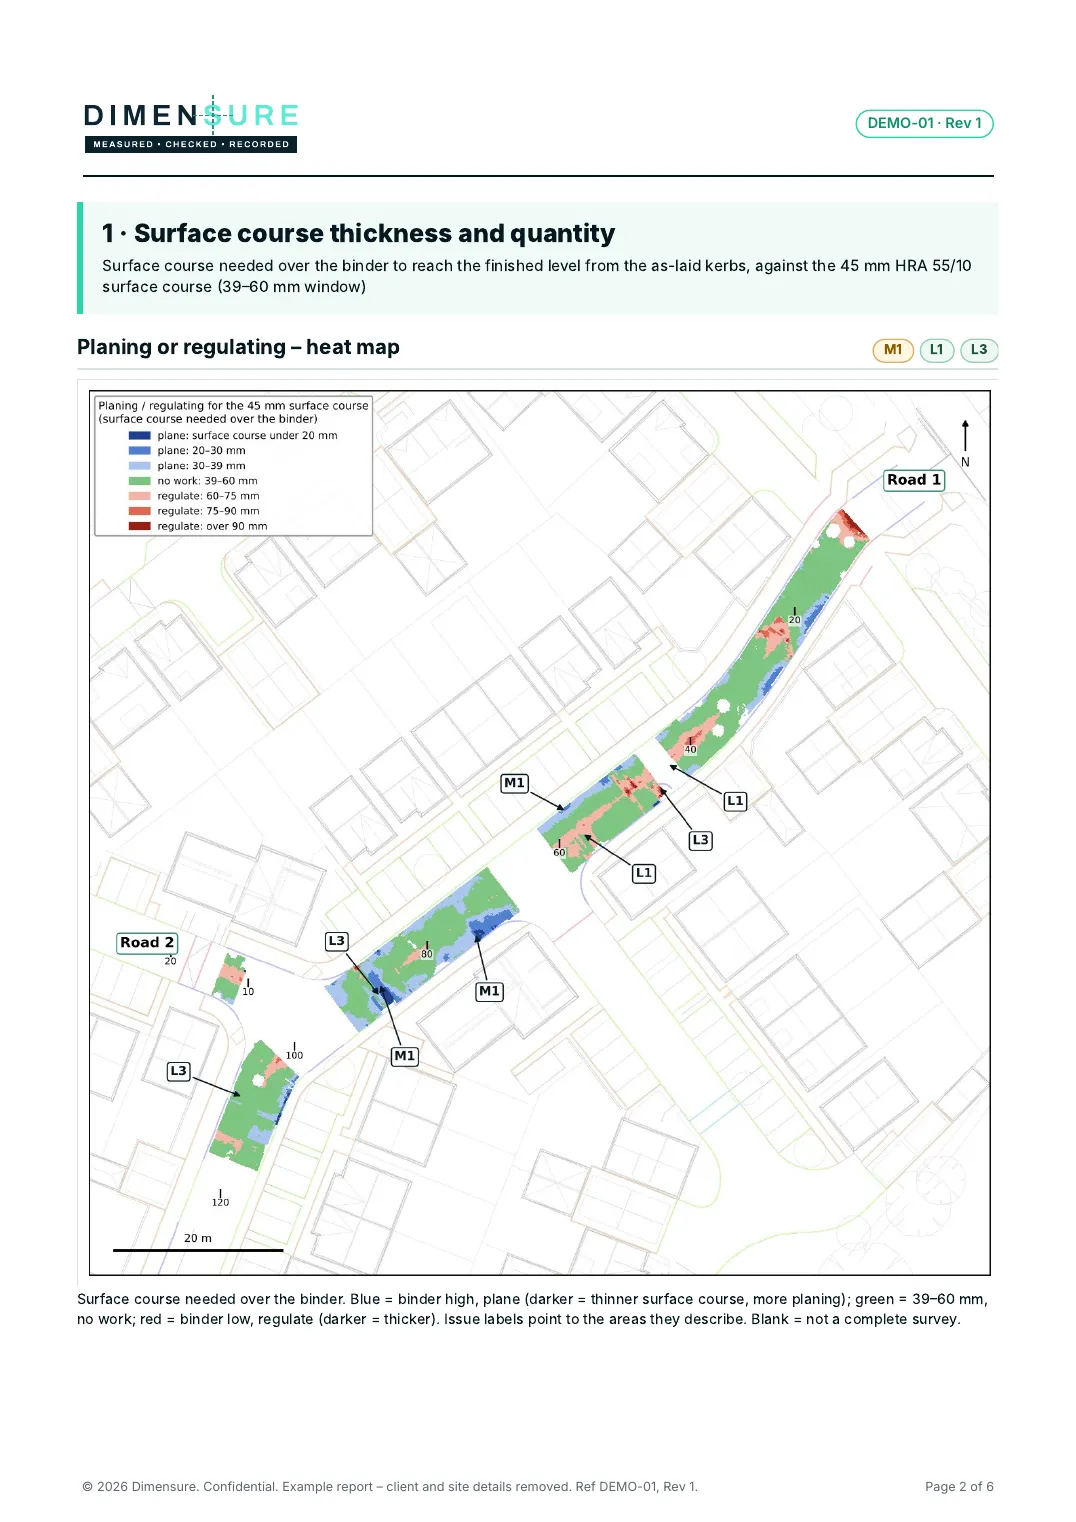 DIMENSURE
MEASURED • CHECKED • RECORDED
DEMO-01 · Rev 1
1 · Surface course thickness and quantity
Surface course needed over the binder to reach the finished level from the as-laid kerbs, against the 45 mm HRA 55/10
surface course (39–60 mm window)
Planing or regulating – heat map
M1 L1 L3
Planing / regulating for the 45 mm surface course
(surface course needed over the binder)
plane: surface course under 20 mm
plane: 20–30 mm
plane: 30–39 mm
no work: 39–60 mm
regulate: 60–75 mm
regulate: 75–90 mm
regulate: over 90 mm
N
Road 1
20
40
M1
L1
L3
60
L1
L3
Road 2
20
80
10
M1
100
M1
L3
120
20 m
Surface course needed over the binder. Blue = binder high, plane (darker = thinner surface course, more planing); green = 39–60 mm,
no work; red = binder low, regulate (darker = thicker). Issue labels point to the areas they describe. Blank = not a complete survey.
© 2026 Dimensure. Confidential. Example report – client and site details removed. Ref DEMO-01, Rev 1.
Page 2 of 6